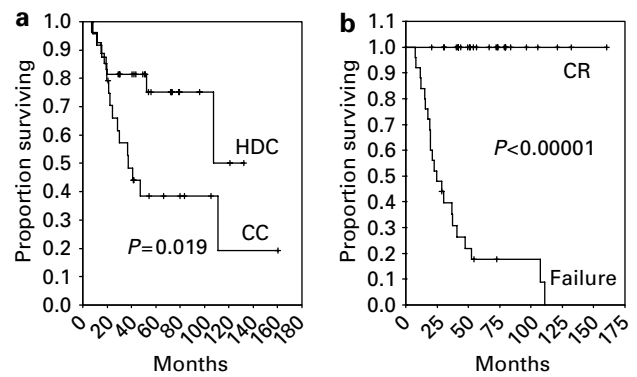 a
Proportion surviving
1.0
0.9
0.8
0.7
0.6
0.5
0.4
0.3
0.2
0.1
0.0
HDC
CC
P=0.019
0 20 40 60 80 100 120 140 160 180
Months
b
Proportion surviving
1.1
1.0
0.9
0.8
0.7
0.6
0.5
0.4
0.3
0.2
0.1
0.0
CR
P<0.00001
Failure
0 25 50 75 100 125 150 175
Months